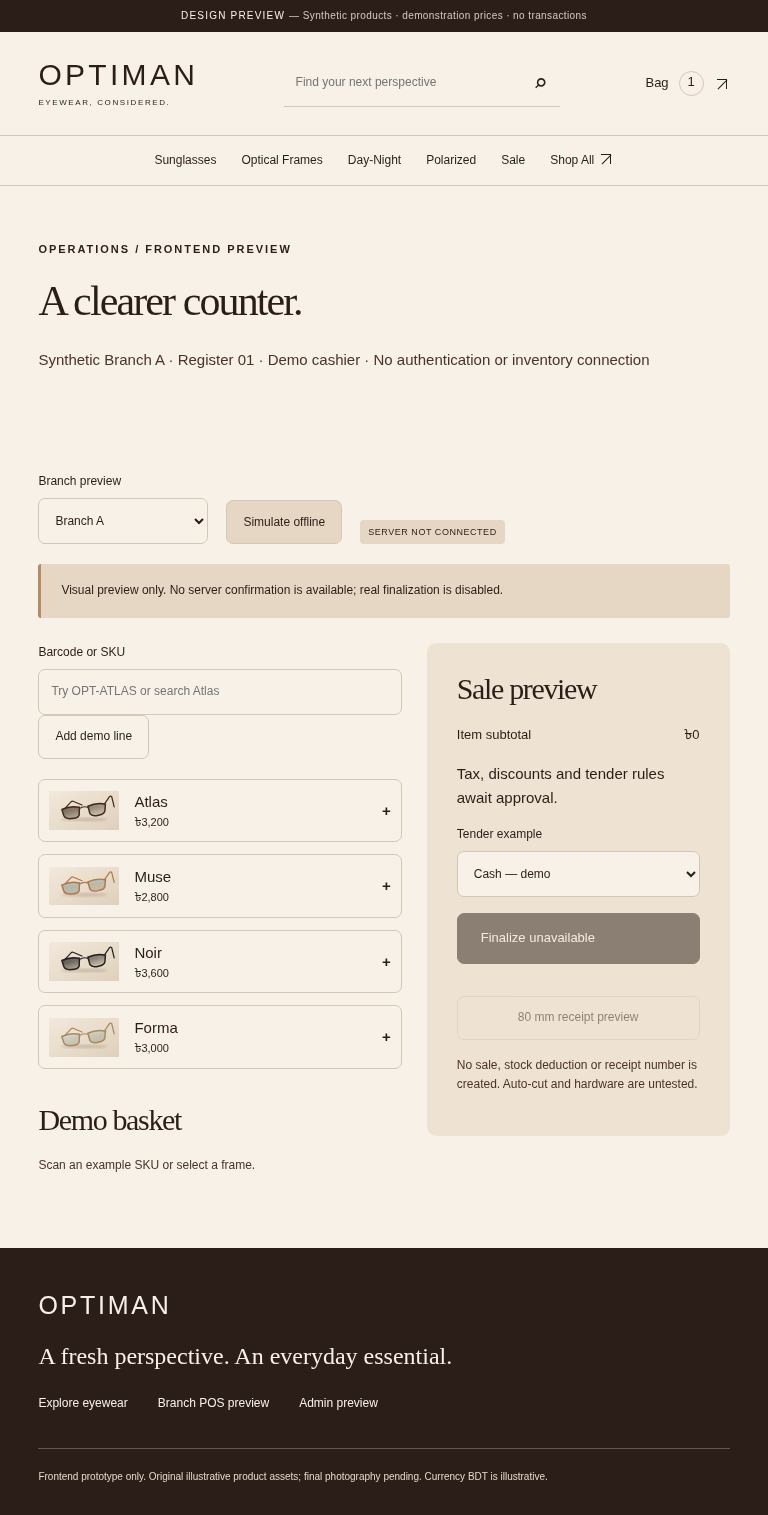 DESIGN PREVIEW — Synthetic products · demonstration prices · no transactions
OPTIMAN
EYEWEAR, CONSIDERED.
Find your next perspective
Bag 1
Sunglasses Optical Frames Day-Night Polarized Sale Shop All
OPERATIONS / FRONTEND PREVIEW
A clearer counter.
Synthetic Branch A · Register 01 · Demo cashier · No authentication or inventory connection
Branch preview
Branch A
Simulate offline
SERVER NOT CONNECTED
Visual preview only. No server confirmation is available; real finalization is disabled.
Barcode or SKU
Try OPT-ATLAS or search Atlas
Add demo line
Atlas
৳3,200
+
Muse
৳2,800
+
Noir
৳3,600
+
Forma
৳3,000
+
Demo basket
Scan an example SKU or select a frame.
Sale preview
Item subtotal ৳0
Tax, discounts and tender rules
await approval.
Tender example
Cash — demo
Finalize unavailable
80 mm receipt preview
No sale, stock deduction or receipt number is
created. Auto-cut and hardware are untested.
OPTIMAN
A fresh perspective. An everyday essential.
Explore eyewear Branch POS preview Admin preview
Frontend prototype only. Original illustrative product assets; final photography pending. Currency BDT is illustrative.